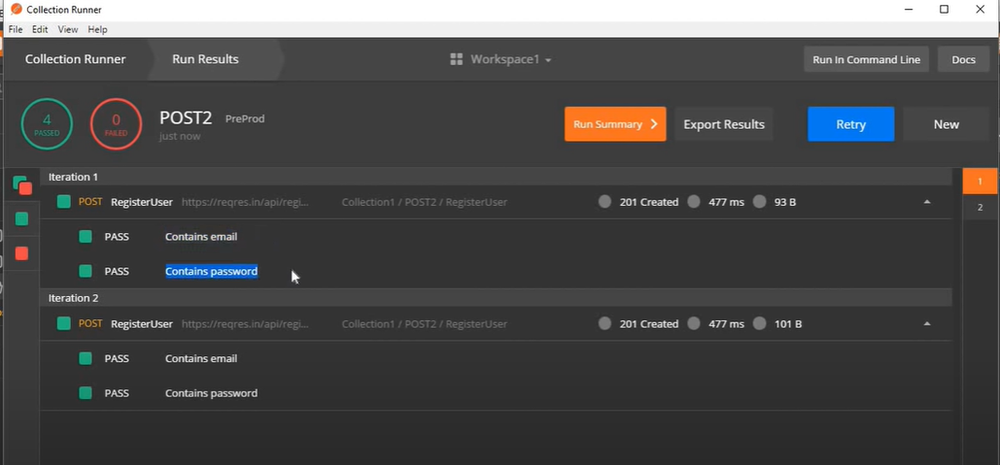 Collection Runner
File Edit View Help
Collection Runner Run Results Workspace1 Run In Command Line Docs
4 PASSED 0 FAILED POST2 PreProd just now Run Summary Export Results Retry New
Iteration 1 1
POST RegisterUser https://reqres.in/api/regi... Collection1 / POST2 / RegisterUser 201 Created 477 ms 93 B 2
PASS Contains email
PASS Contains password
Iteration 2
POST RegisterUser https://reqres.in/api/regi... Collection1 / POST2 / RegisterUser 201 Created 477 ms 101 B
PASS Contains email
PASS Contains password